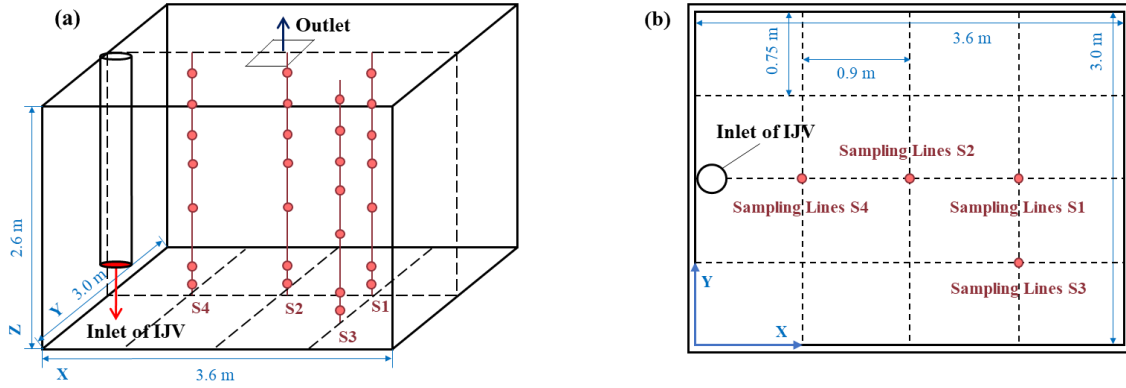 (a)
Outlet
2.6 m
3.0 m
Y
Z
Inlet of IJV
S4
S2
S3
S1
X
3.6 m
(b)
3.6 m
0.75 m
0.9 m
3.0 m
Inlet of IJV
Sampling Lines S2
Sampling Lines S4
Sampling Lines S1
Sampling Lines S3
Y
X